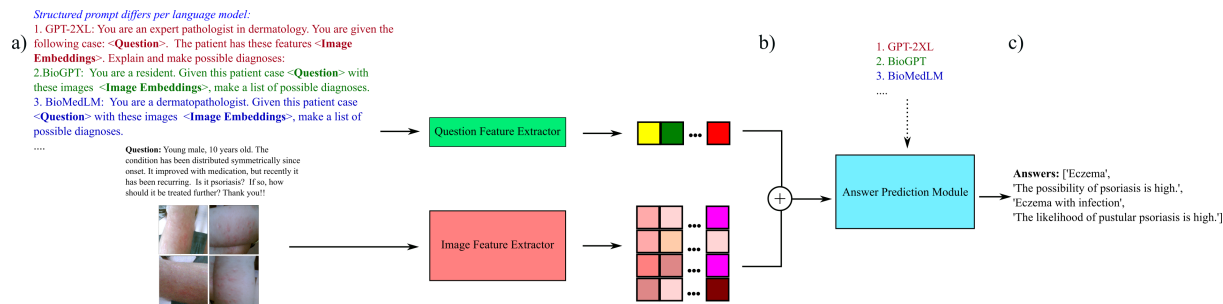 Structured prompt differs per language model:
a)
1. GPT-2XL: You are an expert pathologist in dermatology. You are given the
following case: <Question>.  The patient has these features <Image
Embeddings>. Explain and make possible diagnoses:
2.BioGPT:  You are a resident. Given this patient case <Question> with
these images  <Image Embeddings>, make a list of possible diagnoses.
3. BioMedLM:  You are a dermatopathologist. Given this patient case
<Question> with these images  <Image Embeddings>, make a list of
possible diagnoses.
....
Question: Young male, 10 years old. The
condition has been distributed symmetrically since
onset. It improved with medication, but recently it
has been recurring.  Is it psoriasis?  If so, how
should it be treated further? Thank you!!
Question Feature Extractor
Image Feature Extractor
...
...
...
...
...
b)
+
1. GPT-2XL
2. BioGPT
3. BioMedLM
....
Answer Prediction Module
c)
Answers: ['Eczema',
'The possibility of psoriasis is high.',
'Eczema with infection',
'The likelihood of pustular psoriasis is high.']